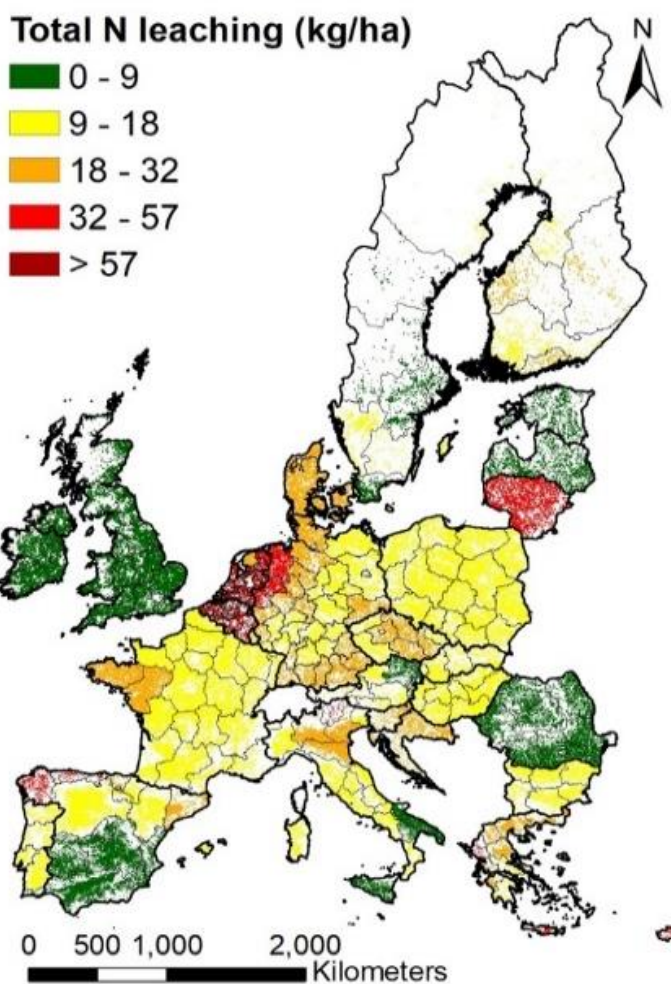 Total N leaching (kg/ha)
N
0 - 9
9 - 18
18 - 32
32 - 57
> 57
0 500 1,000 2,000
Kilometers